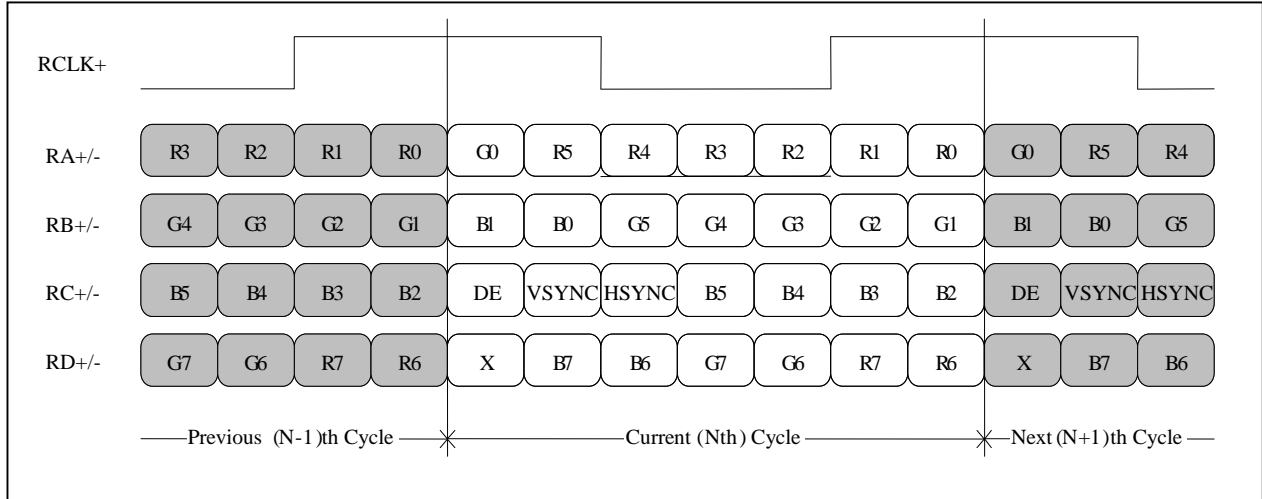 RCLK+
RA+/- R3 R2 R1 R0 G0 R5 R4 R3 R2 R1 R0 G0 R5 R4
RB+/- G4 G3 G2 G1 B1 B0 G5 G4 G3 G2 G1 B1 B0 G5
RC+/- B5 B4 B3 B2 DE VSYNC HSYNC B5 B4 B3 B2 DE VSYNC HSYNC
RD+/- G7 G6 R7 R6 X B7 B6 G7 G6 R7 R6 X B7 B6
Previous (N-1)th Cycle Current (Nth) Cycle Next (N+1)th Cycle